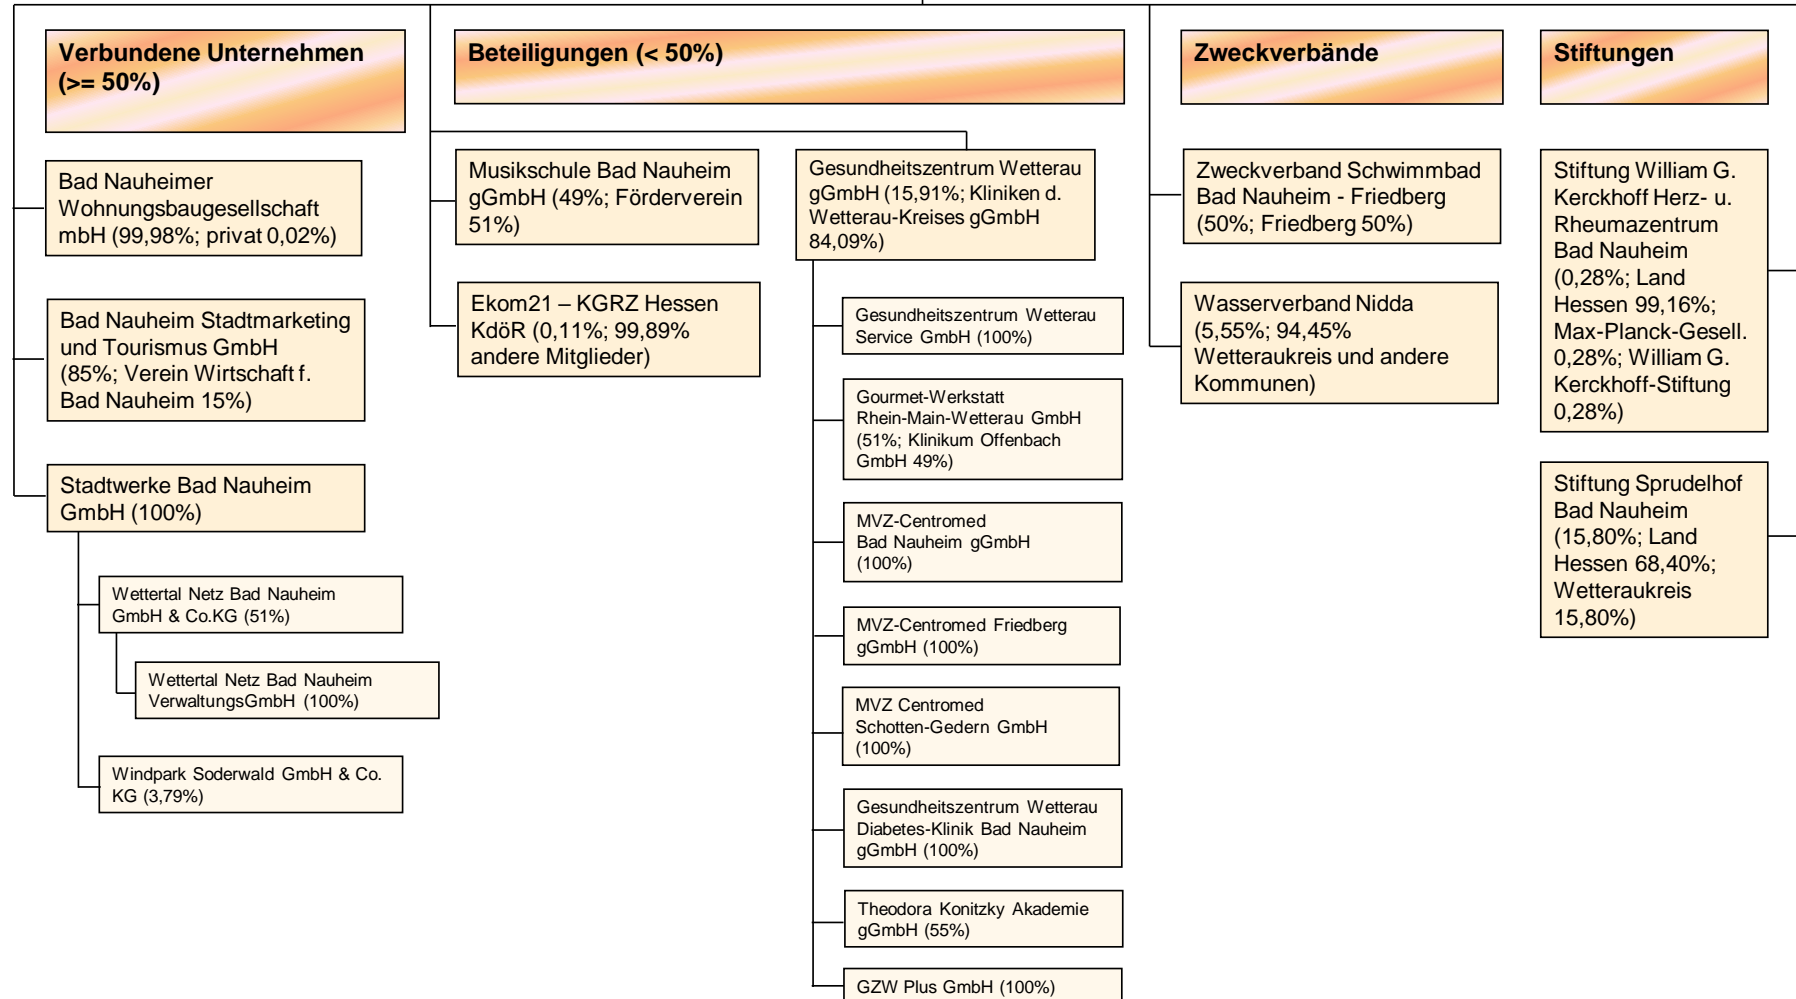 Verbundene Unternehmen
(>= 50%)
Bad Nauheimer
Wohnungsbaugesellschaft
mbH (99,98%; privat 0,02%)
Bad Nauheim Stadtmarketing
und Tourismus GmbH
(85%; Verein Wirtschaft f.
Bad Nauheim 15%)
Stadtwerke Bad Nauheim
GmbH (100%)
Wettertal Netz Bad Nauheim
GmbH & Co.KG (51%)
Wettertal Netz Bad Nauheim
VerwaltungsGmbH (100%)
Windpark Soderwald GmbH & Co.
KG (3,79%)
Beteiligungen (< 50%)
Musikschule Bad Nauheim
gGmbH (49%; Förderverein
51%)
Ekom21 – KGRZ Hessen
KdöR (0,11%; 99,89%
andere Mitglieder)
Gesundheitszentrum Wetterau
gGmbH (15,91%; Kliniken d.
Wetterau-Kreises gGmbH
84,09%)
Gesundheitszentrum Wetterau
Service GmbH (100%)
Gourmet-Werkstatt
Rhein-Main-Wetterau GmbH
(51%; Klinikum Offenbach
GmbH 49%)
MVZ-Centromed
Bad Nauheim gGmbH
(100%)
MVZ-Centromed Friedberg
gGmbH (100%)
MVZ Centromed
Schotten-Gedern GmbH
(100%)
Gesundheitszentrum Wetterau
Diabetes-Klinik Bad Nauheim
gGmbH (100%)
Theodora Konitzky Akademie
gGmbH (55%)
GZW Plus GmbH (100%)
Zweckverbände
Zweckverband Schwimmbad
Bad Nauheim - Friedberg
(50%; Friedberg 50%)
Wasserverband Nidda
(5,55%; 94,45%
Wetteraukreis und andere
Kommunen)
Stiftungen
Stiftung William G.
Kerckhoff Herz- u.
Rheumazentrum
Bad Nauheim
(0,28%; Land
Hessen 99,16%;
Max-Planck-Gesell.
0,28%; William G.
Kerckhoff-Stiftung
0,28%)
Stiftung Sprudelhof
Bad Nauheim
(15,80%; Land
Hessen 68,40%;
Wetteraukreis
15,80%)